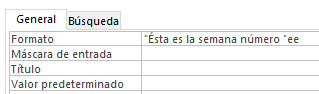 General Búsqueda
Formato "Ésta es la semana número "ee
Máscara de entrada
Título
Valor predeterminado